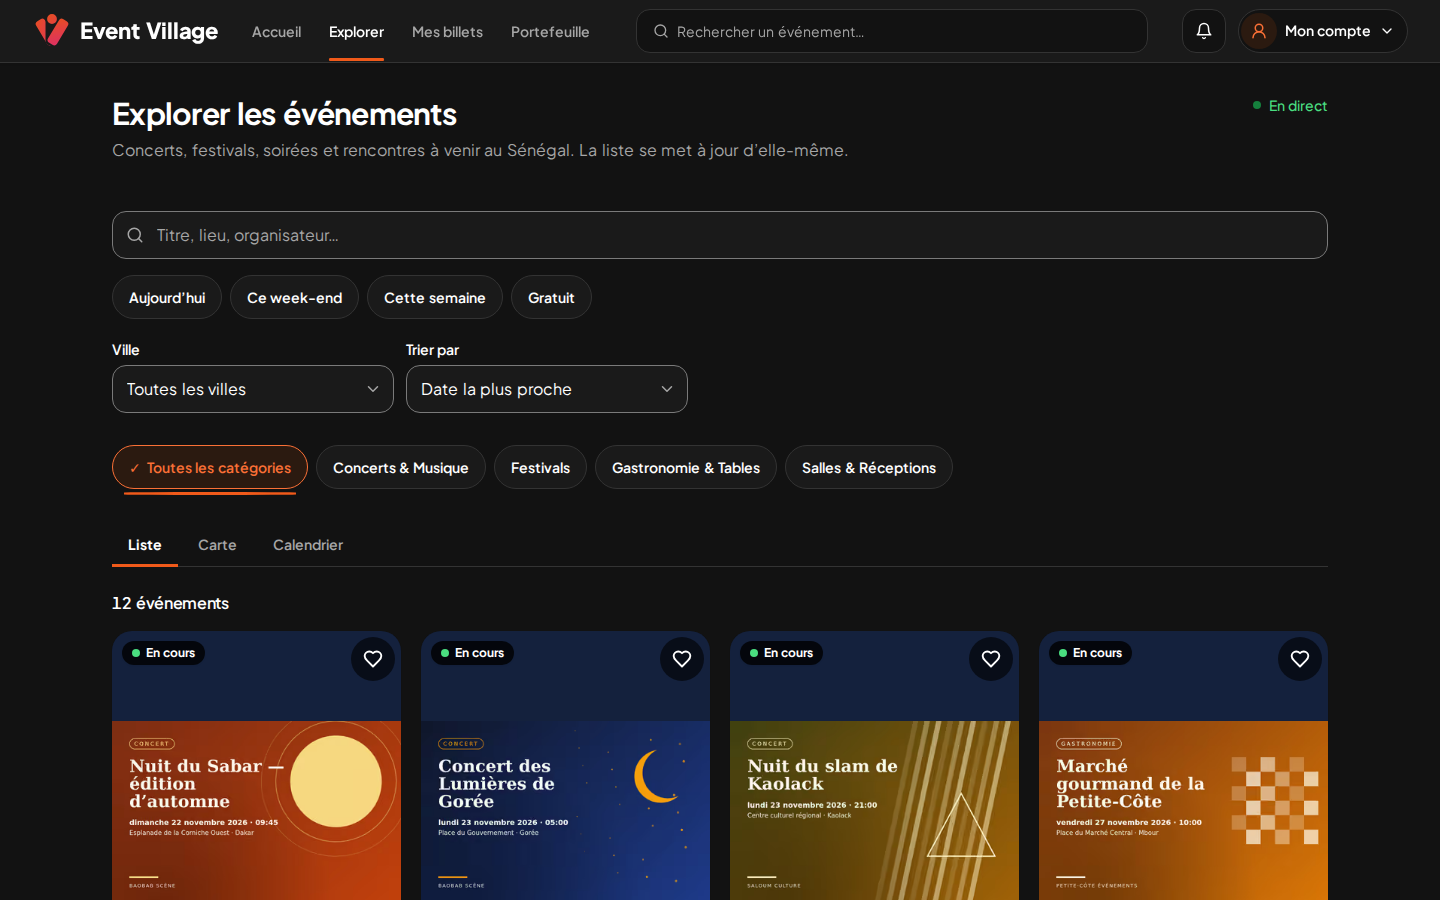 Event Village
Accueil
Explorer
Mes billets
Portefeuille
Rechercher un événement…
Mon compte
Explorer les événements
En direct
Concerts, festivals, soirées et rencontres à venir au Sénégal. La liste se met à jour d’elle-même.
Titre, lieu, organisateur…
Aujourd’hui
Ce week-end
Cette semaine
Gratuit
Ville
Trier par
Toutes les villes
Date la plus proche
✓ Toutes les catégories
Concerts & Musique
Festivals
Gastronomie & Tables
Salles & Réceptions
Liste
Carte
Calendrier
12 événements
En cours
CONCERT
Nuit du Sabar —
édition
d’automne
dimanche 22 novembre 2026 · 09:45
Esplanade de la Corniche Ouest · Dakar
BAOBAB SCÈNE
En cours
CONCERT
Concert des
Lumières de
Gorée
lundi 23 novembre 2026 · 05:00
Place du Gouvernement · Gorée
BAOBAB SCÈNE
En cours
CONCERT
Nuit du slam de
Kaolack
lundi 23 novembre 2026 · 21:00
Centre culturel régional · Kaolack
SALOUM CULTURE
En cours
GASTRONOMIE
Marché
gourmand de la
Petite-Côte
vendredi 27 novembre 2026 · 10:00
Place du Marché Central · Mbour
PETITE-CÔTE ÉVÉNEMENTS